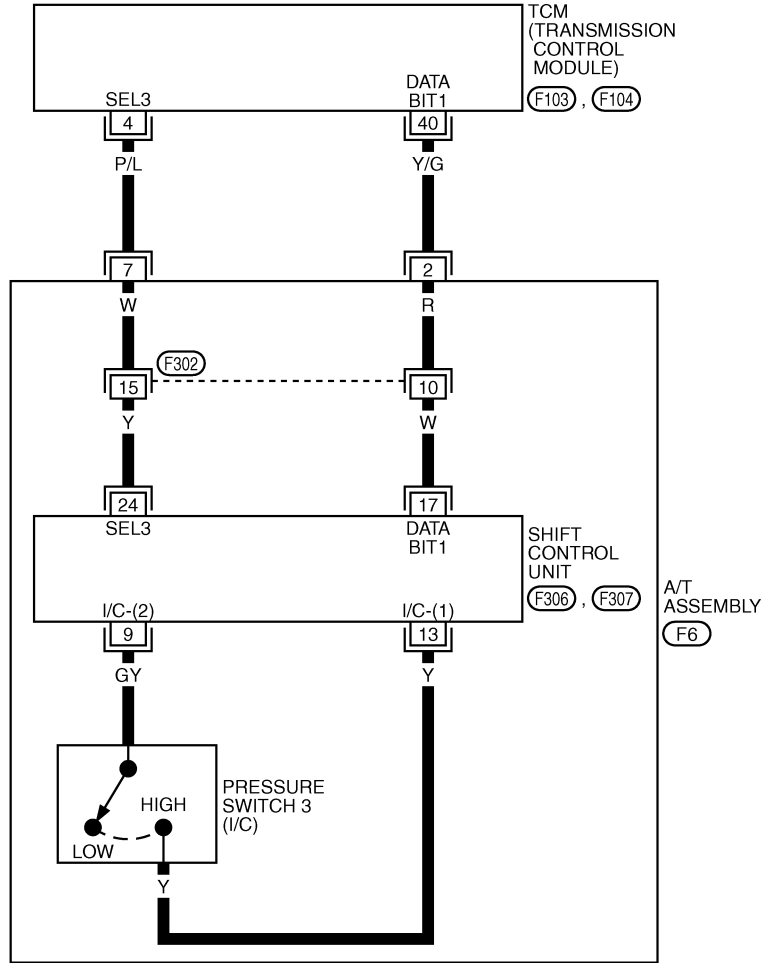 TCM
(TRANSMISSION
CONTROL
MODULE)
F103 , F104
SEL3
DATA
BIT1
4
40
P/L
Y/G
7
2
W
R
F302
15
10
Y
W
24
17
SEL3
DATA
BIT1
SHIFT
CONTROL
UNIT
F306 , F307
A/T
ASSEMBLY
F6
I/C-(2)
I/C-(1)
9
13
GY
Y
PRESSURE
SWITCH 3
(I/C)
HIGH
LOW
Y